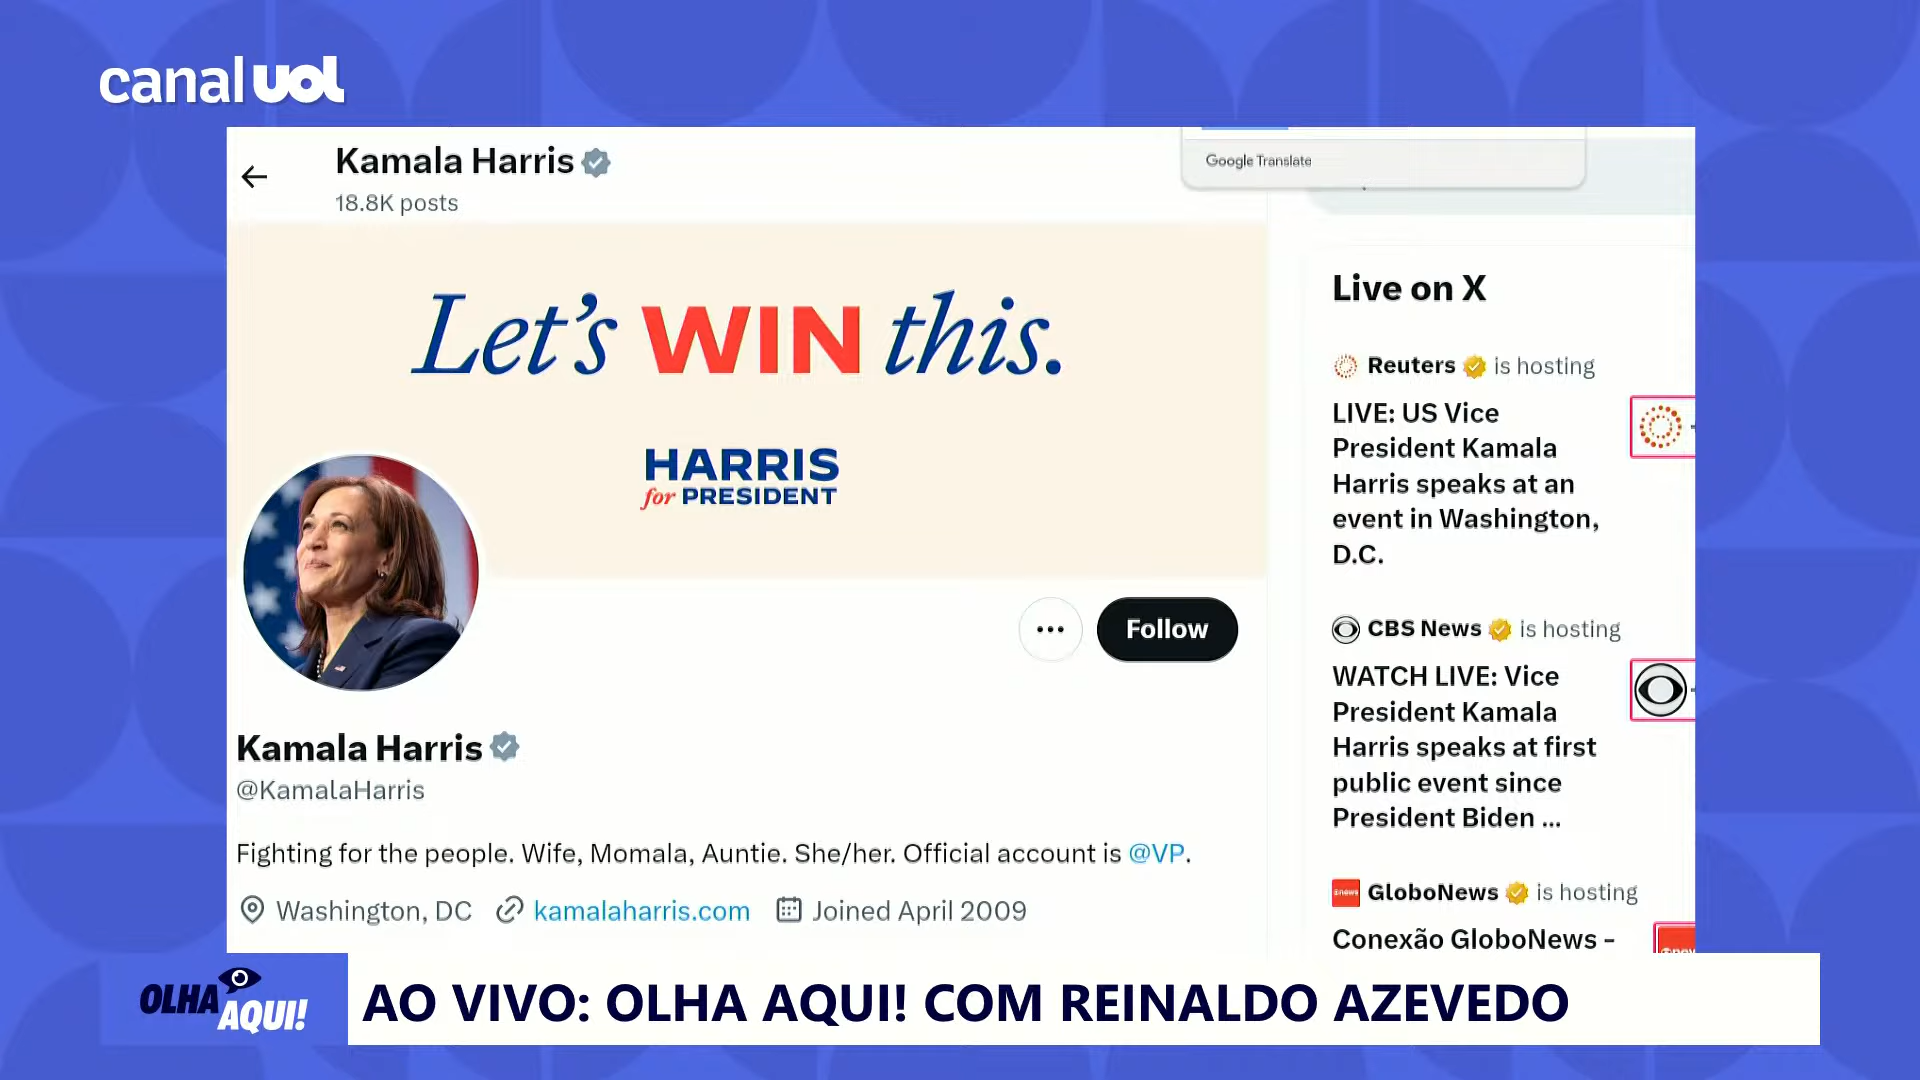 canal uol
Kamala Harris
18.8K posts
Google Translate
Let's WIN this.
HARRIS
for PRESIDENT
Follow
Kamala Harris
@KamalaHarris
Fighting for the people. Wife, Momala, Auntie. She/her. Official account is @VP.
Washington, DC kamalaharris.com Joined April 2009
Live on X
Reuters is hosting
LIVE: US Vice
President Kamala
Harris speaks at an
event in Washington,
D.C.
CBS News is hosting
WATCH LIVE: Vice
President Kamala
Harris speaks at first
public event since
President Biden ...
GloboNews is hosting
Conexão GloboNews -
OLHA
AQUI!
AO VIVO: OLHA AQUI! COM REINALDO AZEVEDO